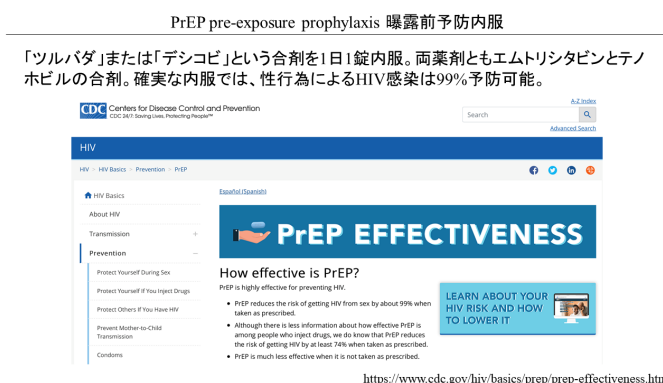 PrEP pre-exposure prophylaxis 曝露前予防内服
「ツルバダ」または「デシコビ」という合剤を1日1錠内服。両薬剤ともエムトリシタビンとテノ
ホビルの合剤。確実な内服では、性行為によるHIV感染は99%予防可能。
A-Z Index
CDC Centers for Disease Control and Prevention
CDC 24/7: Saving Lives, Protecting People™
Search
Advanced Search
HIV
HIV > HIV Basics > Prevention > PrEP
HIV Basics
About HIV
Transmission +
Prevention −
Protect Yourself During Sex
Protect Yourself If You Inject Drugs
Protect Others If You Have HIV
Prevent Mother-to-Child
Transmission
Condoms
Español (Spanish)
PrEP EFFECTIVENESS
How effective is PrEP?
PrEP is highly effective for preventing HIV.
• PrEP reduces the risk of getting HIV from sex by about 99% when
taken as prescribed.
• Although there is less information about how effective PrEP is
among people who inject drugs, we do know that PrEP reduces
the risk of getting HIV by at least 74% when taken as prescribed.
• PrEP is much less effective when it is not taken as prescribed.
LEARN ABOUT YOUR
HIV RISK AND HOW
TO LOWER IT
https://www.cdc.gov/hiv/basics/prep/prep-effectiveness.htm